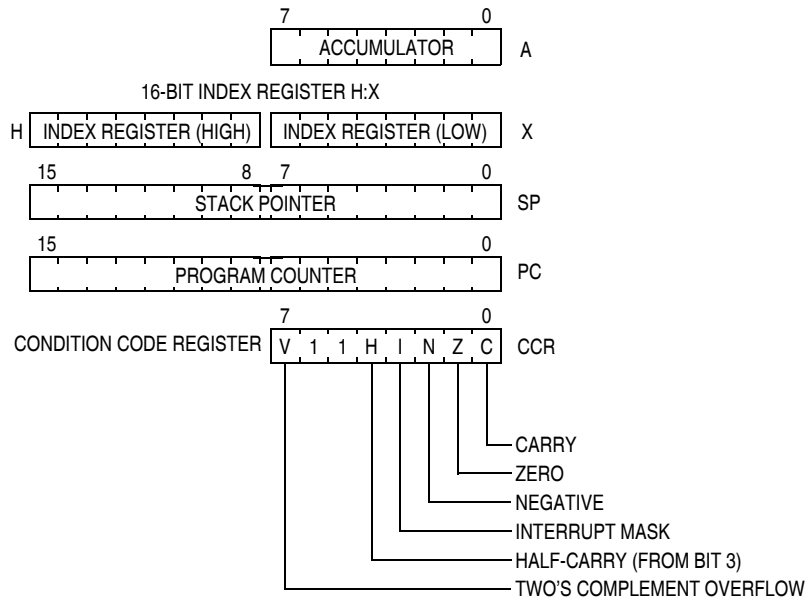 7 0
ACCUMULATOR A
16-BIT INDEX REGISTER H:X
H INDEX REGISTER (HIGH) INDEX REGISTER (LOW) X
15 8 7 0
STACK POINTER SP
15 0
PROGRAM COUNTER PC
7 0
CONDITION CODE REGISTER V 1 1 H I N Z C CCR
CARRY
ZERO
NEGATIVE
INTERRUPT MASK
HALF-CARRY (FROM BIT 3)
TWO'S COMPLEMENT OVERFLOW